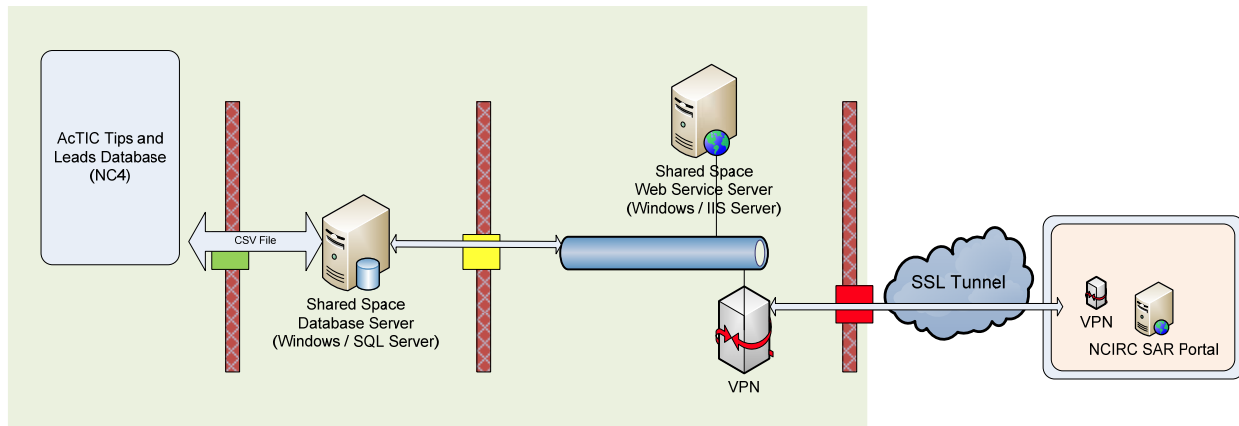 AcTIC Tips and
Leads Database
(NC4)
CSV File
Shared Space
Database Server
(Windows / SQL Server)
Shared Space
Web Service Server
(Windows / IIS Server)
VPN
SSL Tunnel
VPN
NCIRC SAR Portal